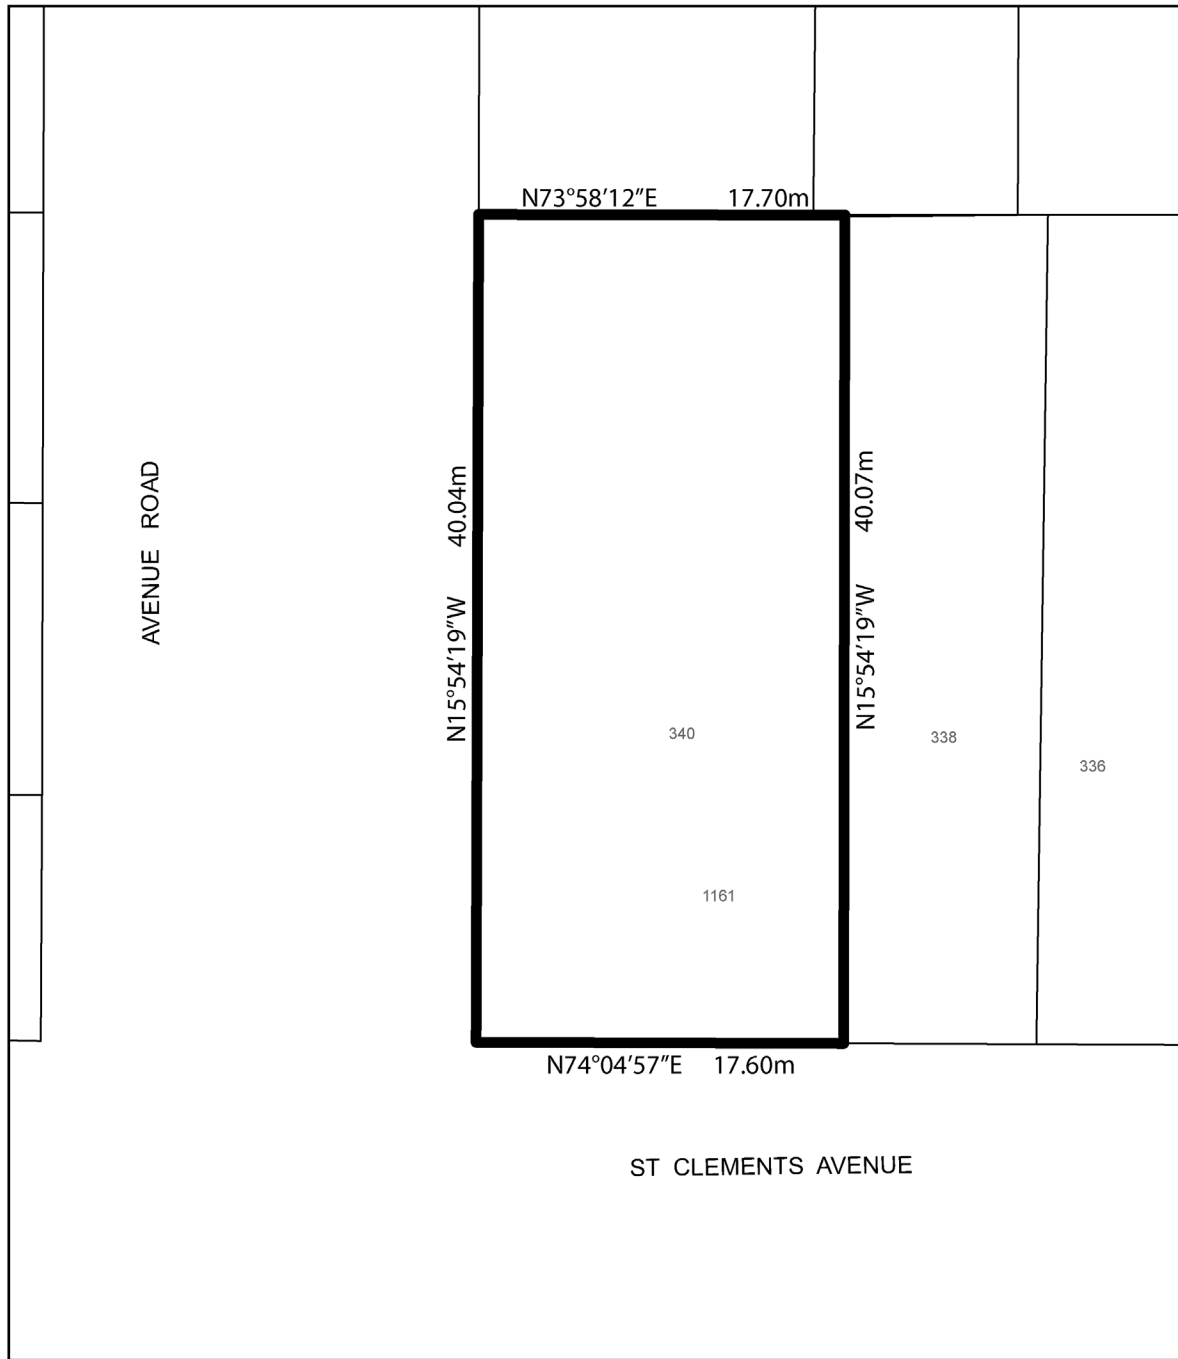 N73°58′12″E 17.70m
AVENUE ROAD
N15°54′19″W 40.04m
N15°54′19″W 40.07m
340
338
336
1161
N74°04′57″E 17.60m
ST CLEMENTS AVENUE